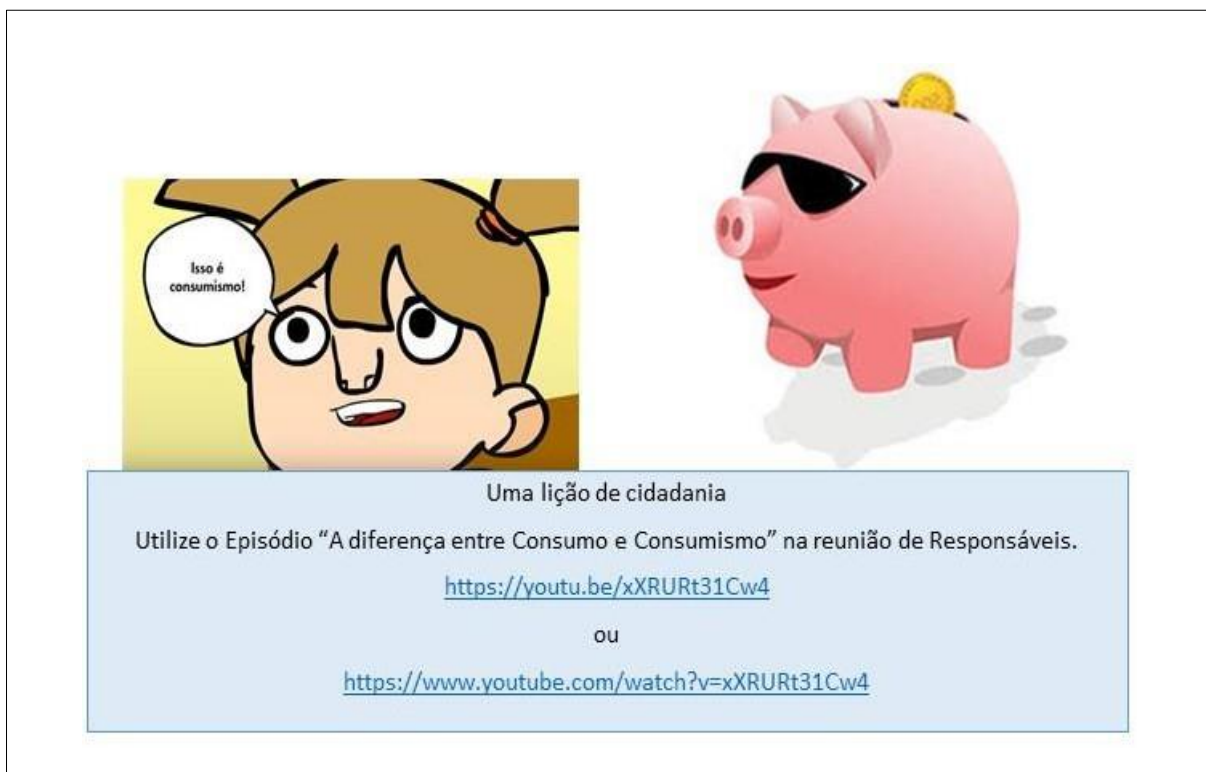 Isso é
consumismo!
Uma lição de cidadania
Utilize o Episódio “A diferença entre Consumo e Consumismo” na reunião de Responsáveis.
https://youtu.be/xXRURt31Cw4
ou
https://www.youtube.com/watch?v=xXRURt31Cw4